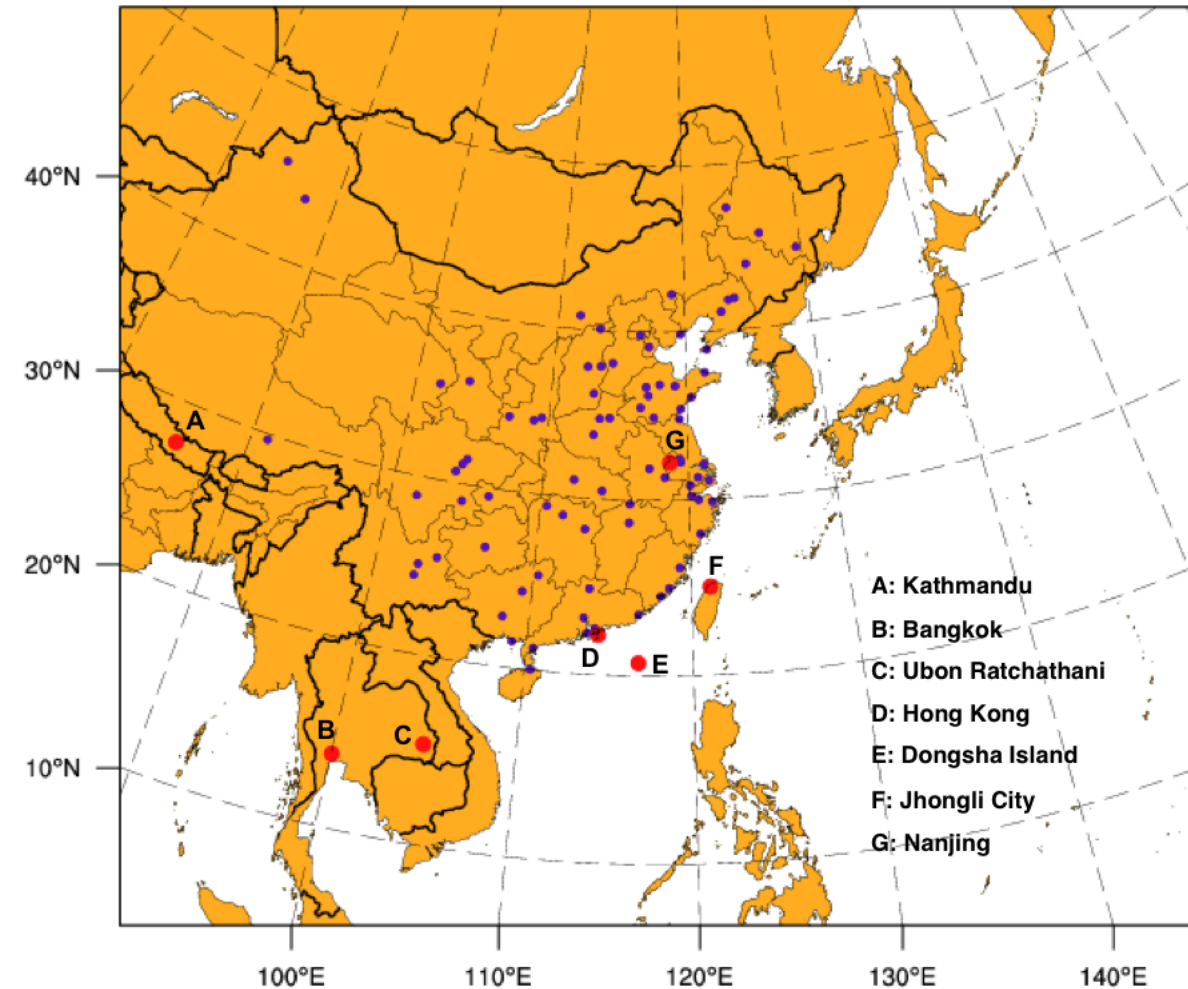 40°N
30°N
20°N
10°N
A
G
F
D
E
B
C
A: Kathmandu
B: Bangkok
C: Ubon Ratchathani
D: Hong Kong
E: Dongsha Island
F: Jhongli City
G: Nanjing
100°E 110°E 120°E 130°E 140°E